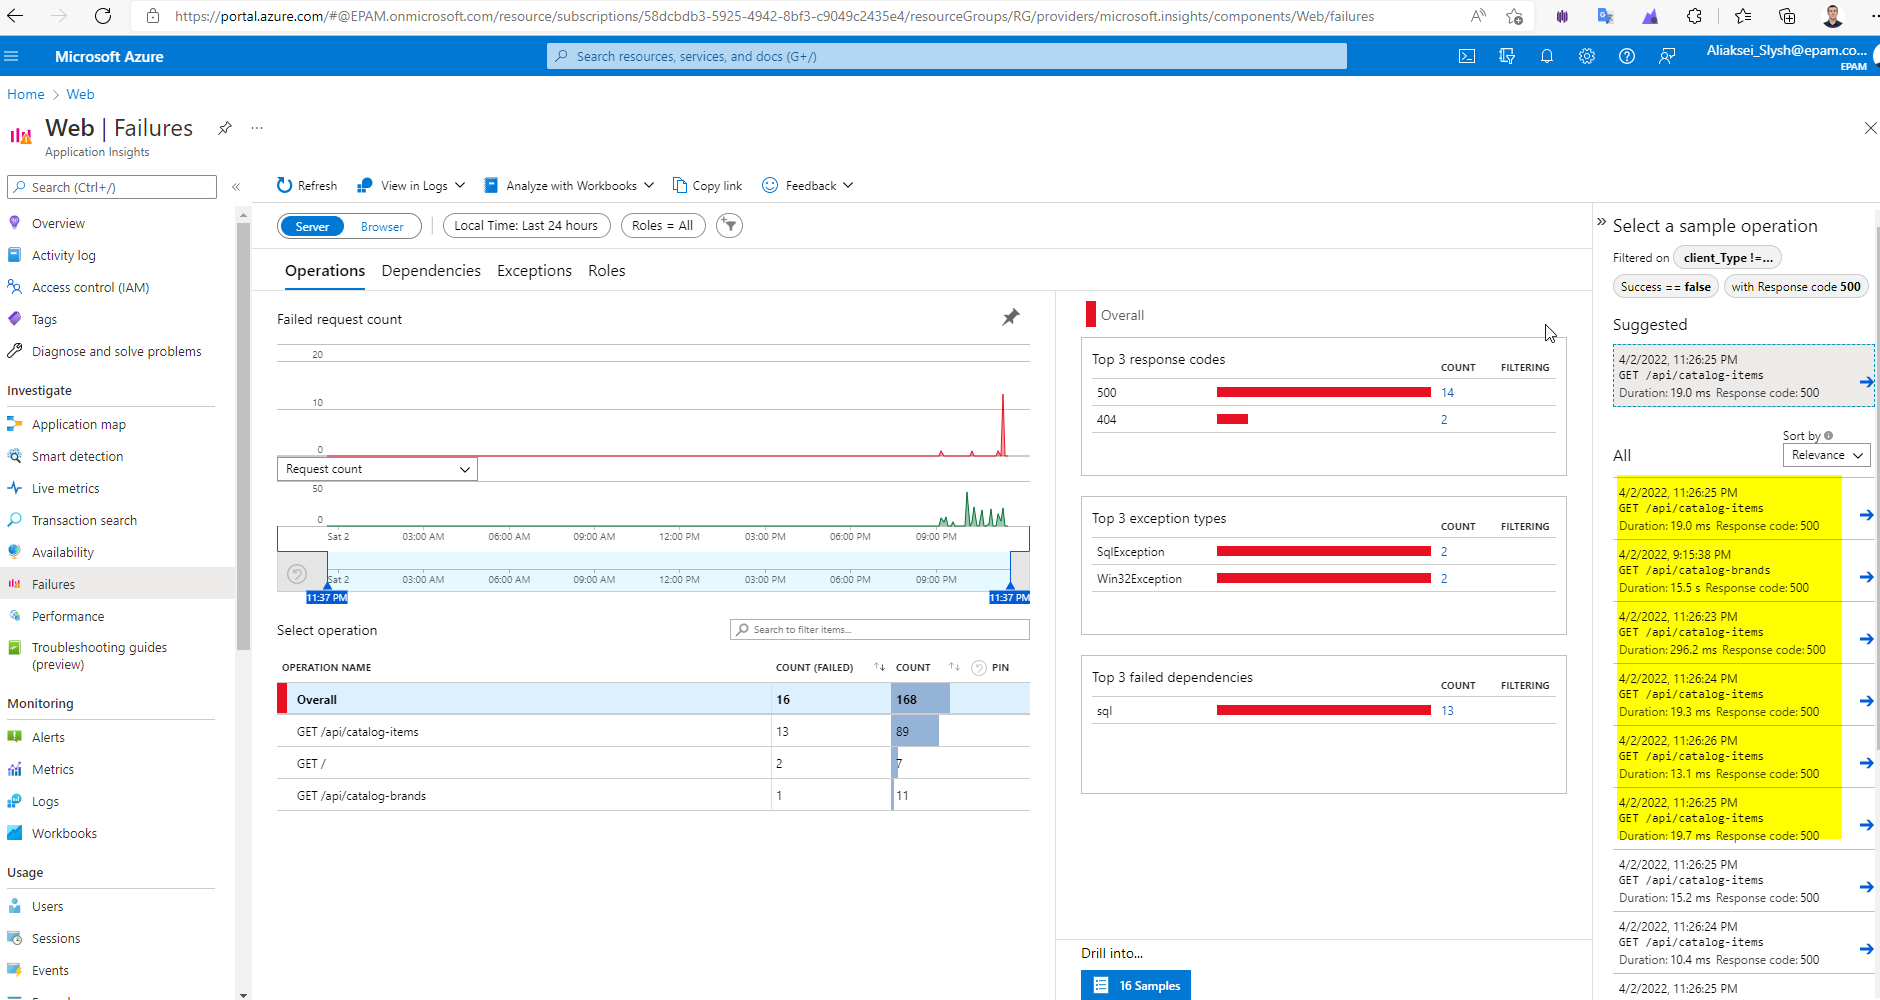 https://portal.azure.com/#@EPAM.onmicrosoft.com/resource/subscriptions/58dcbdb3-5925-4942-8bf3-c9049c2435e4/resourceGroups/RG/providers/microsoft.insights/components/Web/failures
Microsoft Azure
Search resources, services, and docs (G+/)
Aliaksei_Slysh@epam.co...
EPAM
Home > Web
Web | Failures
Application Insights
Search (Ctrl+/)
Overview
Activity log
Access control (IAM)
Tags
Diagnose and solve problems
Investigate
Application map
Smart detection
Live metrics
Transaction search
Availability
Failures
Performance
Troubleshooting guides
(preview)
Monitoring
Alerts
Metrics
Logs
Workbooks
Usage
Users
Sessions
Events
Refresh
View in Logs
Analyze with Workbooks
Copy link
Feedback
Server
Browser
Local Time: Last 24 hours
Roles = All
Operations
Dependencies
Exceptions
Roles
Failed request count
20
10
0
Request count
50
0
Sat 2 03:00 AM 06:00 AM 09:00 AM 12:00 PM 03:00 PM 06:00 PM 09:00 PM
Sat 2 03:00 AM 06:00 AM 09:00 AM 12:00 PM 03:00 PM 06:00 PM 09:00 PM
11:37 PM 11:37 PM
Select operation
Search to filter items...
OPERATION NAME COUNT (FAILED) COUNT PIN
Overall 16 168
GET /api/catalog-items 13 89
GET / 2 7
GET /api/catalog-brands 1 11
Overall
Top 3 response codes COUNT FILTERING
500 14
404 2
Top 3 exception types COUNT FILTERING
SqlException 2
Win32Exception 2
Top 3 failed dependencies COUNT FILTERING
sql 13
Drill into...
16 Samples
Select a sample operation
Filtered on client_Type !=...
Success == false with Response code 500
Suggested
4/2/2022, 11:26:25 PM
GET /api/catalog-items
Duration: 19.0 ms Response code: 500
Sort by
All
Relevance
4/2/2022, 11:26:25 PM
GET /api/catalog-items
Duration: 19.0 ms Response code: 500
4/2/2022, 9:15:38 PM
GET /api/catalog-brands
Duration: 15.5 s Response code: 500
4/2/2022, 11:26:23 PM
GET /api/catalog-items
Duration: 296.2 ms Response code: 500
4/2/2022, 11:26:24 PM
GET /api/catalog-items
Duration: 19.3 ms Response code: 500
4/2/2022, 11:26:26 PM
GET /api/catalog-items
Duration: 13.1 ms Response code: 500
4/2/2022, 11:26:25 PM
GET /api/catalog-items
Duration: 19.7 ms Response code: 500
4/2/2022, 11:26:25 PM
GET /api/catalog-items
Duration: 15.2 ms Response code: 500
4/2/2022, 11:26:24 PM
GET /api/catalog-items
Duration: 10.4 ms Response code: 500
4/2/2022, 11:26:25 PM